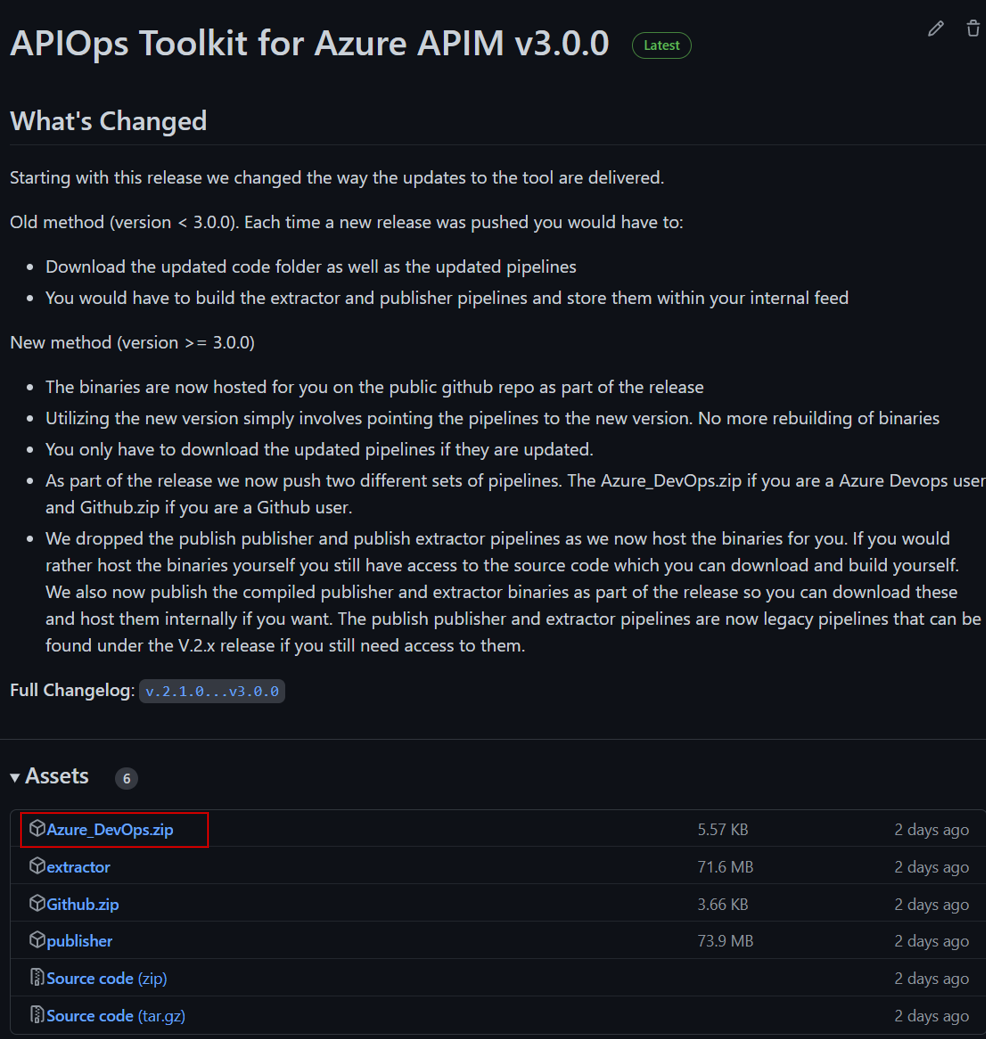 APIOps Toolkit for Azure APIM v3.0.0 Latest
What's Changed
Starting with this release we changed the way the updates to the tool are delivered.
Old method (version < 3.0.0). Each time a new release was pushed you would have to:
Download the updated code folder as well as the updated pipelines
You would have to build the extractor and publisher pipelines and store them within your internal feed
New method (version >= 3.0.0)
The binaries are now hosted for you on the public github repo as part of the release
Utilizing the new version simply involves pointing the pipelines to the new version. No more rebuilding of binaries
You only have to download the updated pipelines if they are updated.
As part of the release we now push two different sets of pipelines. The Azure_DevOps.zip if you are a Azure Devops user
and Github.zip if you are a Github user.
We dropped the publish publisher and publish extractor pipelines as we now host the binaries for you. If you would
rather host the binaries yourself you still have access to the source code which you can download and build yourself.
We also now publish the compiled publisher and extractor binaries as part of the release so you can download these
and host them internally if you want. The publish publisher and extractor pipelines are now legacy pipelines that can be
found under the V.2.x release if you still need access to them.
Full Changelog: v.2.1.0...v3.0.0
Assets 6
Azure_DevOps.zip 5.57 KB 2 days ago
extractor 71.6 MB 2 days ago
Github.zip 3.66 KB 2 days ago
publisher 73.9 MB 2 days ago
Source code (zip) 2 days ago
Source code (tar.gz) 2 days ago